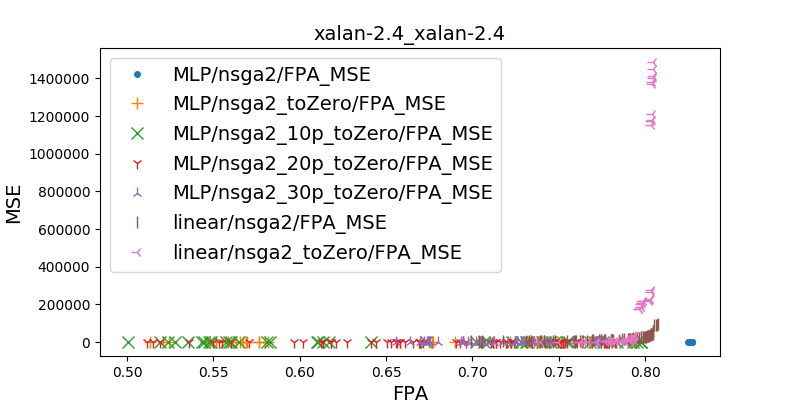 xalan-2.4_xalan-2.4
MLP/nsga2/FPA_MSE
MLP/nsga2_toZero/FPA_MSE
MLP/nsga2_10p_toZero/FPA_MSE
MLP/nsga2_20p_toZero/FPA_MSE
MLP/nsga2_30p_toZero/FPA_MSE
linear/nsga2/FPA_MSE
linear/nsga2_toZero/FPA_MSE
MSE
1400000
1200000
1000000
800000
600000
400000
200000
0
0.50 0.55 0.60 0.65 0.70 0.75 0.80
FPA